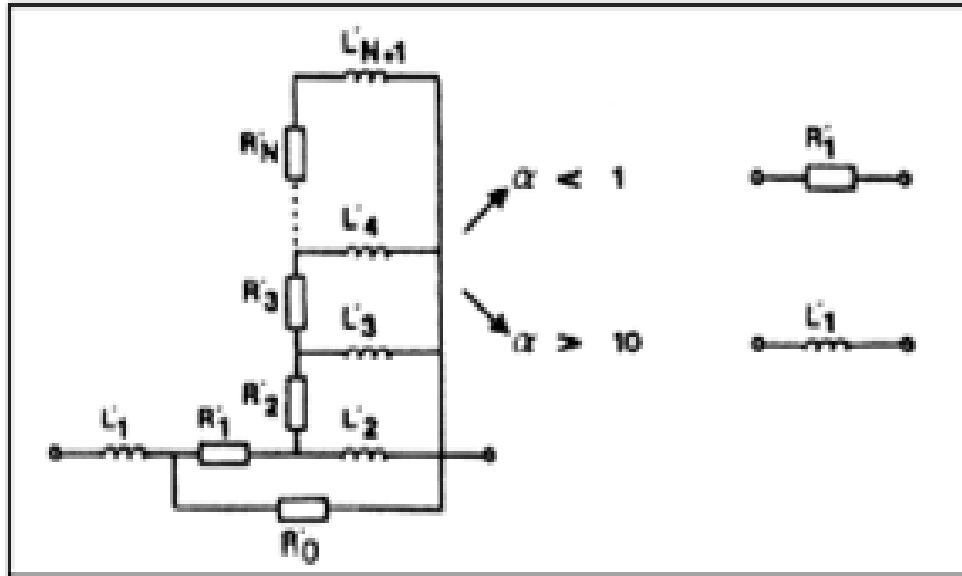 L'N+1
R'N
α < 1
R'1
L'4
R'3
L'3
α > 10
L'1
R'2
L'1
R'1
L'2
R'0